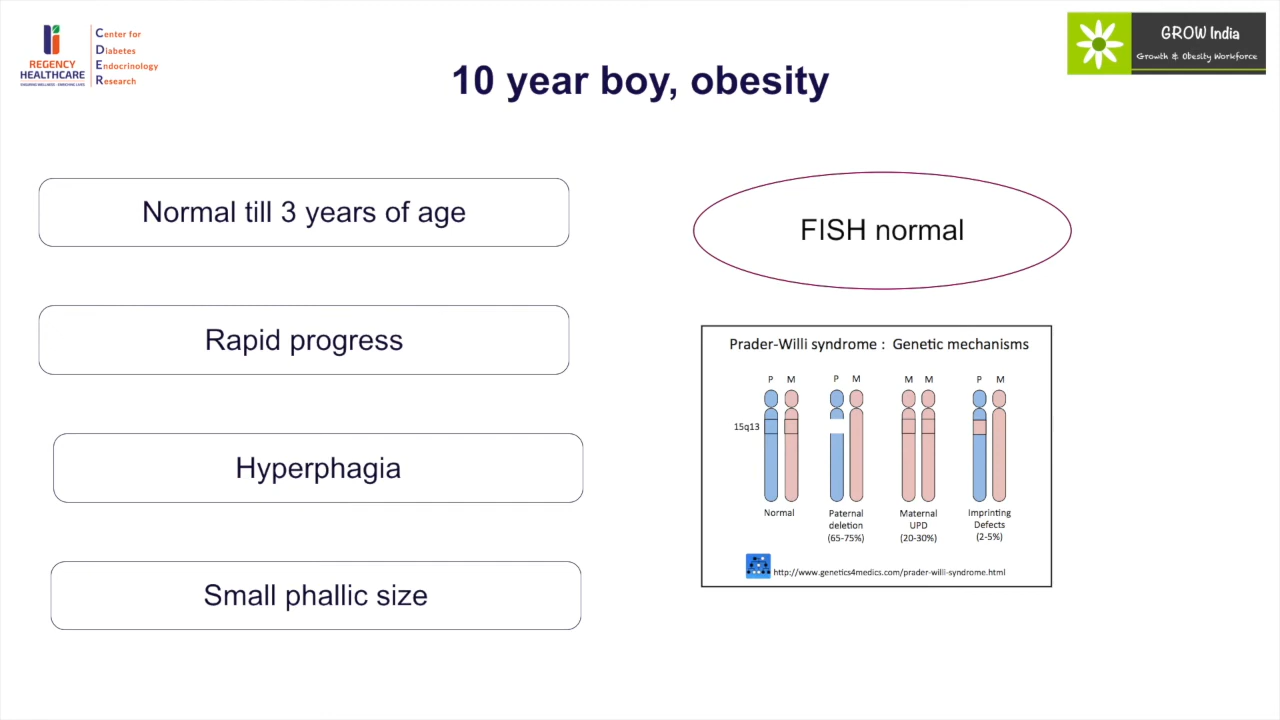 REGENCY
HEALTHCARE
Center for
Diabetes
Endocrinology
Research
GROW India
Growth & Obesity Workforce
10 year boy, obesity
Normal till 3 years of age
Rapid progress
Hyperphagia
Small phallic size
FISH normal
Prader-Willi syndrome : Genetic mechanisms
P M P M M M P M
15q13
Normal
Paternal
deletion
(65-75%)
Maternal
UPD
(20-30%)
Imprinting
Defects
(2-5%)
http://www.genetics4medics.com/prader-willi-syndrome.html